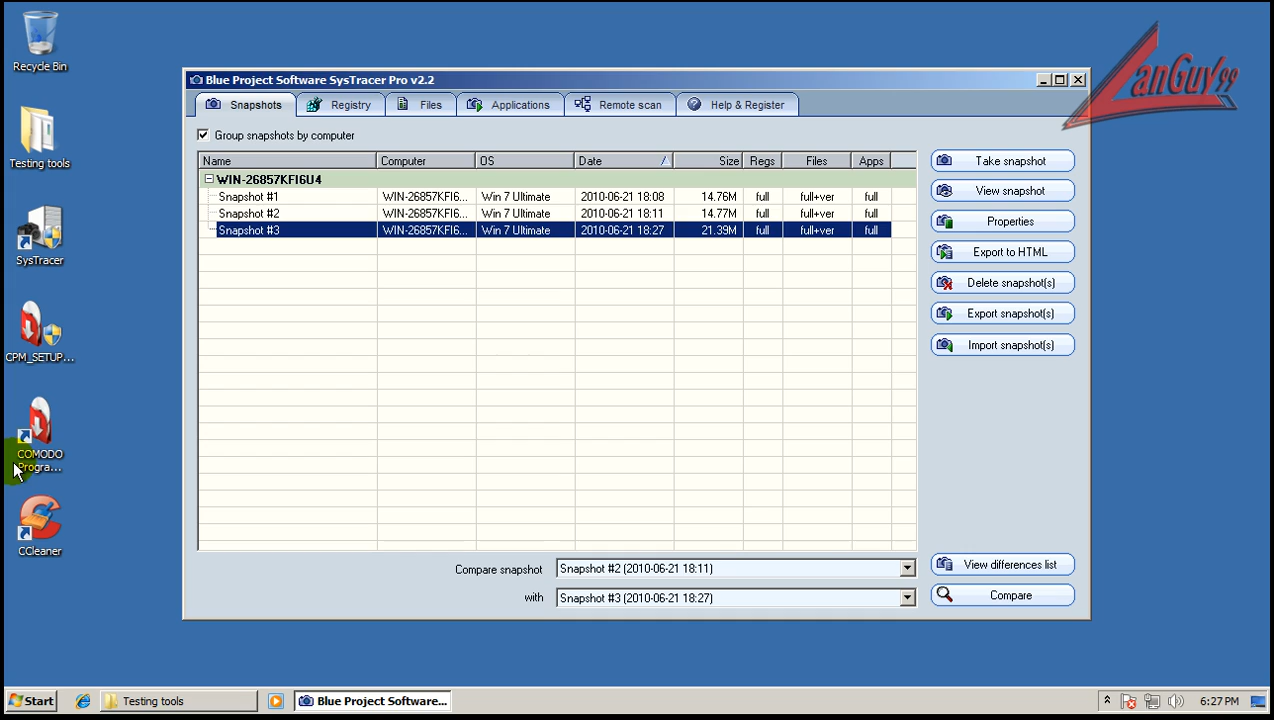 Recycle Bin
Testing tools
SysTracer
CPM_SETUP...
COMODO
Progra...
CCleaner
LanGuy99
Blue Project Software SysTracer Pro v2.2
Snapshots Registry Files Applications Remote scan Help & Register
Group snapshots by computer
Name Computer OS Date Size Regs Files Apps
WIN-26857KFI6U4
Snapshot #1 WIN-26857KFI6... Win 7 Ultimate 2010-06-21 18:08 14.76M full full+ver full
Snapshot #2 WIN-26857KFI6... Win 7 Ultimate 2010-06-21 18:11 14.77M full full+ver full
Snapshot #3 WIN-26857KFI6... Win 7 Ultimate 2010-06-21 18:27 21.39M full full+ver full
Take snapshot
View snapshot
Properties
Export to HTML
Delete snapshot(s)
Export snapshot(s)
Import snapshot(s)
Compare snapshot Snapshot #2 (2010-06-21 18:11) View differences list
with Snapshot #3 (2010-06-21 18:27) Compare
Start Testing tools Blue Project Software... 6:27 PM